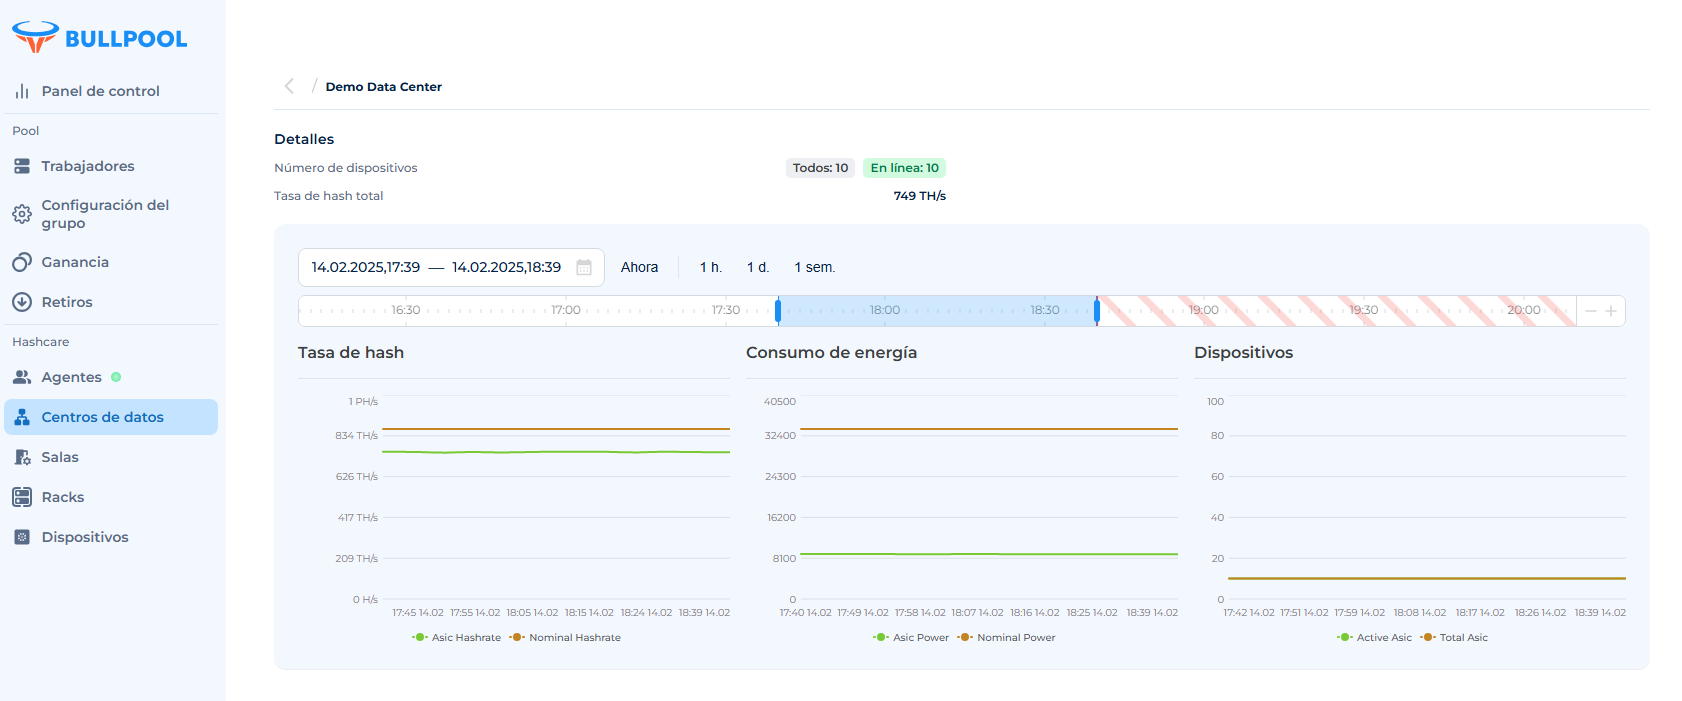 BULLPOOL
Panel de control
Pool
Trabajadores
Configuración del
grupo
Ganancia
Retiros
Hashcare
Agentes
Centros de datos
Salas
Racks
Dispositivos
/ Demo Data Center
Detalles
Número de dispositivos Todos: 10 En línea: 10
Tasa de hash total 749 TH/s
14.02.2025,17:39 — 14.02.2025,18:39 Ahora 1 h. 1 d. 1 sem.
16:30 17:00 17:30 18:00 18:30 19:00 19:30 20:00 − +
Tasa de hash
1 PH/s
834 TH/s
626 TH/s
417 TH/s
209 TH/s
0 H/s
17:45 14.02 17:55 14.02 18:05 14.02 18:15 14.02 18:24 14.02 18:39 14.02
Asic Hashrate Nominal Hashrate
Consumo de energía
40500
32400
24300
16200
8100
0
17:40 14.02 17:49 14.02 17:58 14.02 18:07 14.02 18:16 14.02 18:25 14.02 18:39 14.02
Asic Power Nominal Power
Dispositivos
100
80
60
40
20
0
17:42 14.02 17:51 14.02 17:59 14.02 18:08 14.02 18:17 14.02 18:26 14.02 18:39 14.02
Active Asic Total Asic